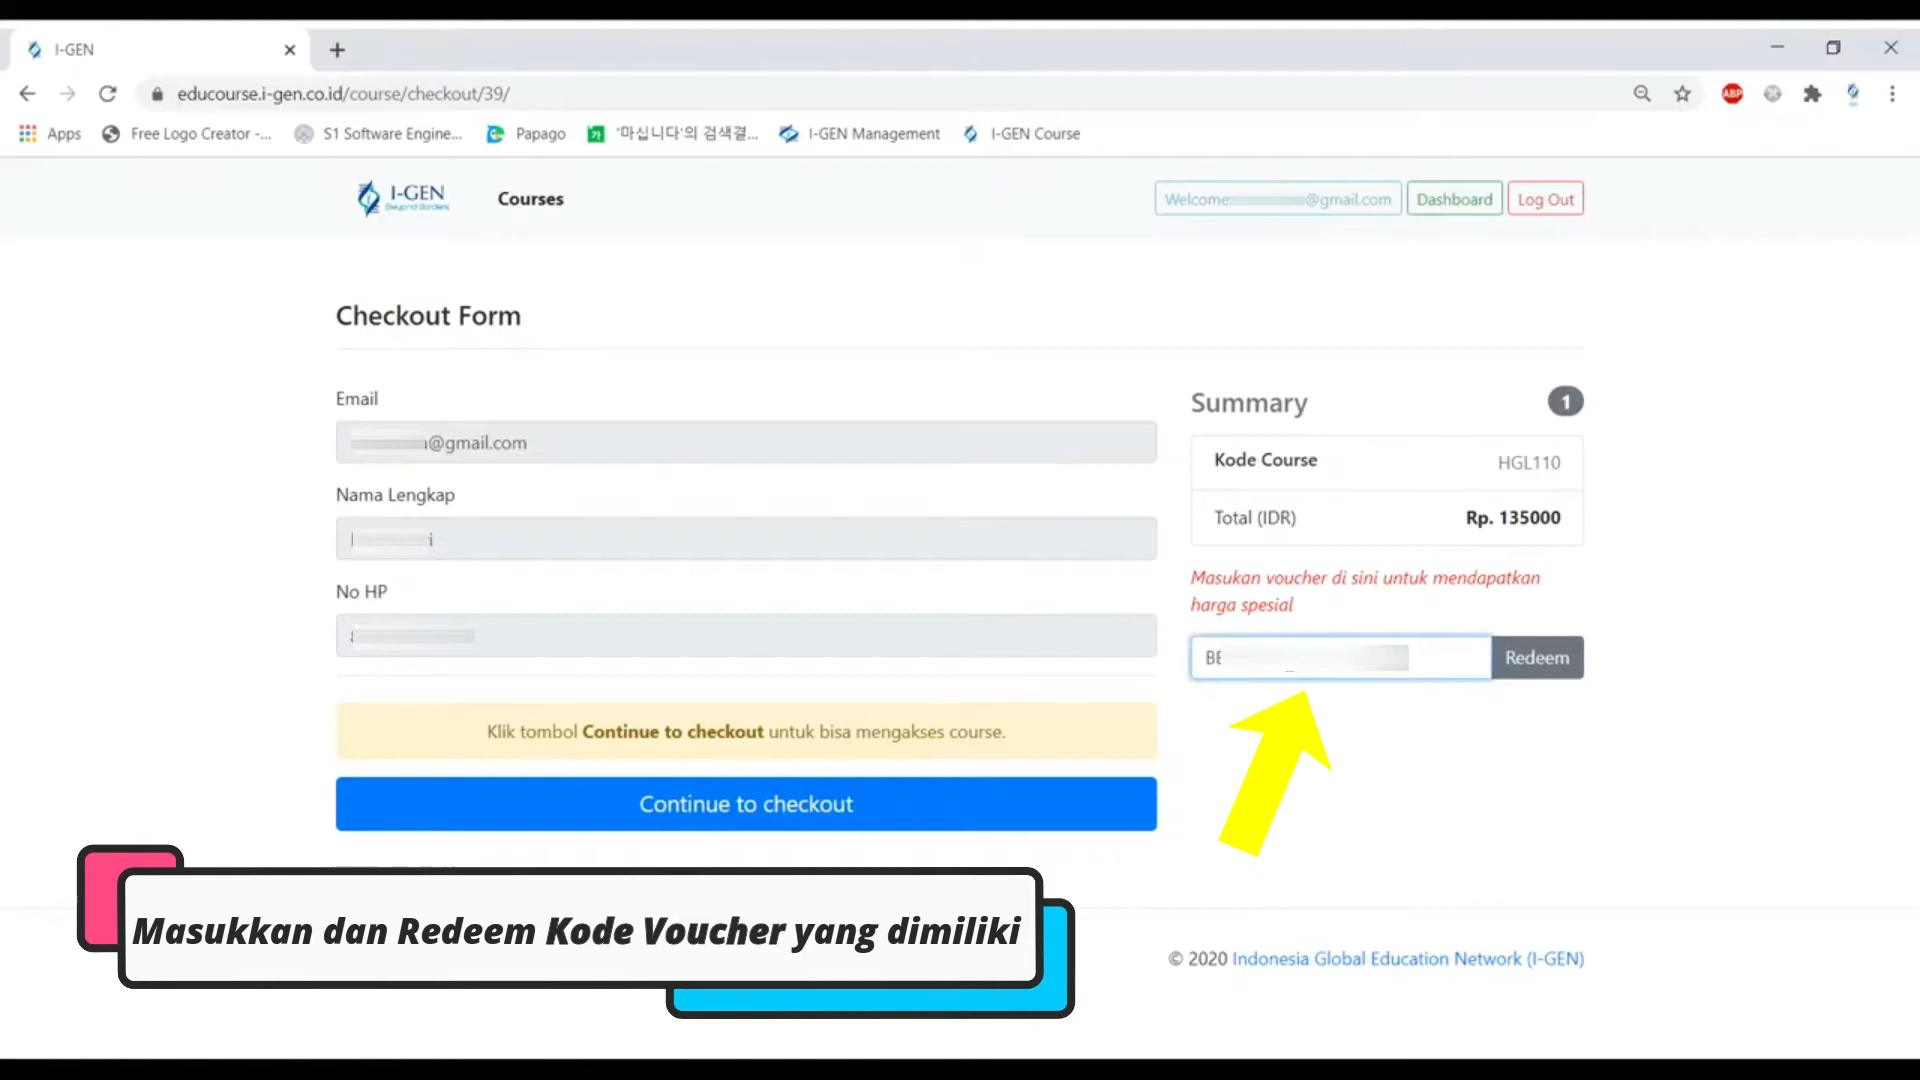 I-GEN
educourse.i-gen.co.id/course/checkout/39/
ABP
Apps
Free Logo Creator -...
S1 Software Engine...
Papago
'마십니다'의 검색결...
I-GEN Management
I-GEN Course
I-GEN
Beyond Borders
Courses
Welcome @gmail.com
Dashboard
Log Out
Checkout Form
Email
@gmail.com
Nama Lengkap
No HP
Klik tombol Continue to checkout untuk bisa mengakses course.
Continue to checkout
Summary
1
Kode Course HGL110
Total (IDR) Rp. 135000
Masukan voucher di sini untuk mendapatkan
harga spesial
BE
Redeem
Masukkan dan Redeem Kode Voucher yang dimiliki
© 2020 Indonesia Global Education Network (I-GEN)